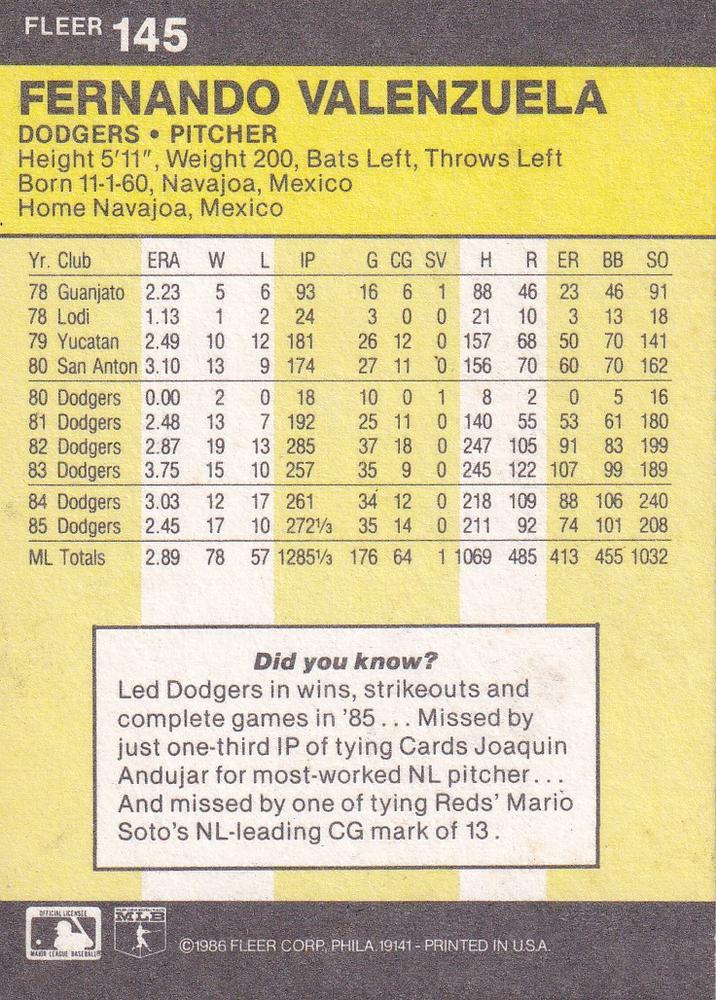 FLEER 145
FERNANDO VALENZUELA
DODGERS • PITCHER
Height 5'11", Weight 200, Bats Left, Throws Left
Born 11-1-60, Navajoa, Mexico
Home Navajoa, Mexico
Yr. Club ERA W L IP G CG SV H R ER BB SO
78 Guanjato 2.23 5 6 93 16 6 1 88 46 23 46 91
78 Lodi 1.13 1 2 24 3 0 0 21 10 3 13 18
79 Yucatan 2.49 10 12 181 26 12 0 157 68 50 70 141
80 San Anton 3.10 13 9 174 27 11 0 156 70 60 70 162
80 Dodgers 0.00 2 0 18 10 0 1 8 2 0 5 16
81 Dodgers 2.48 13 7 192 25 11 0 140 55 53 61 180
82 Dodgers 2.87 19 13 285 37 18 0 247 105 91 83 199
83 Dodgers 3.75 15 10 257 35 9 0 245 122 107 99 189
84 Dodgers 3.03 12 17 261 34 12 0 218 109 88 106 240
85 Dodgers 2.45 17 10 272⅓ 35 14 0 211 92 74 101 208
ML Totals 2.89 78 57 1285⅓ 176 64 1 1069 485 413 455 1032
Did you know?
Led Dodgers in wins, strikeouts and
complete games in '85 . . . Missed by
just one-third IP of tying Cards Joaquin
Andujar for most-worked NL pitcher . . .
And missed by one of tying Reds' Mario
Soto's NL-leading CG mark of 13 .
OFFICIAL LICENSEE
MAJOR LEAGUE BASEBALL
MLB
©1986 FLEER CORP., PHILA. 19141 - PRINTED IN U.S.A.